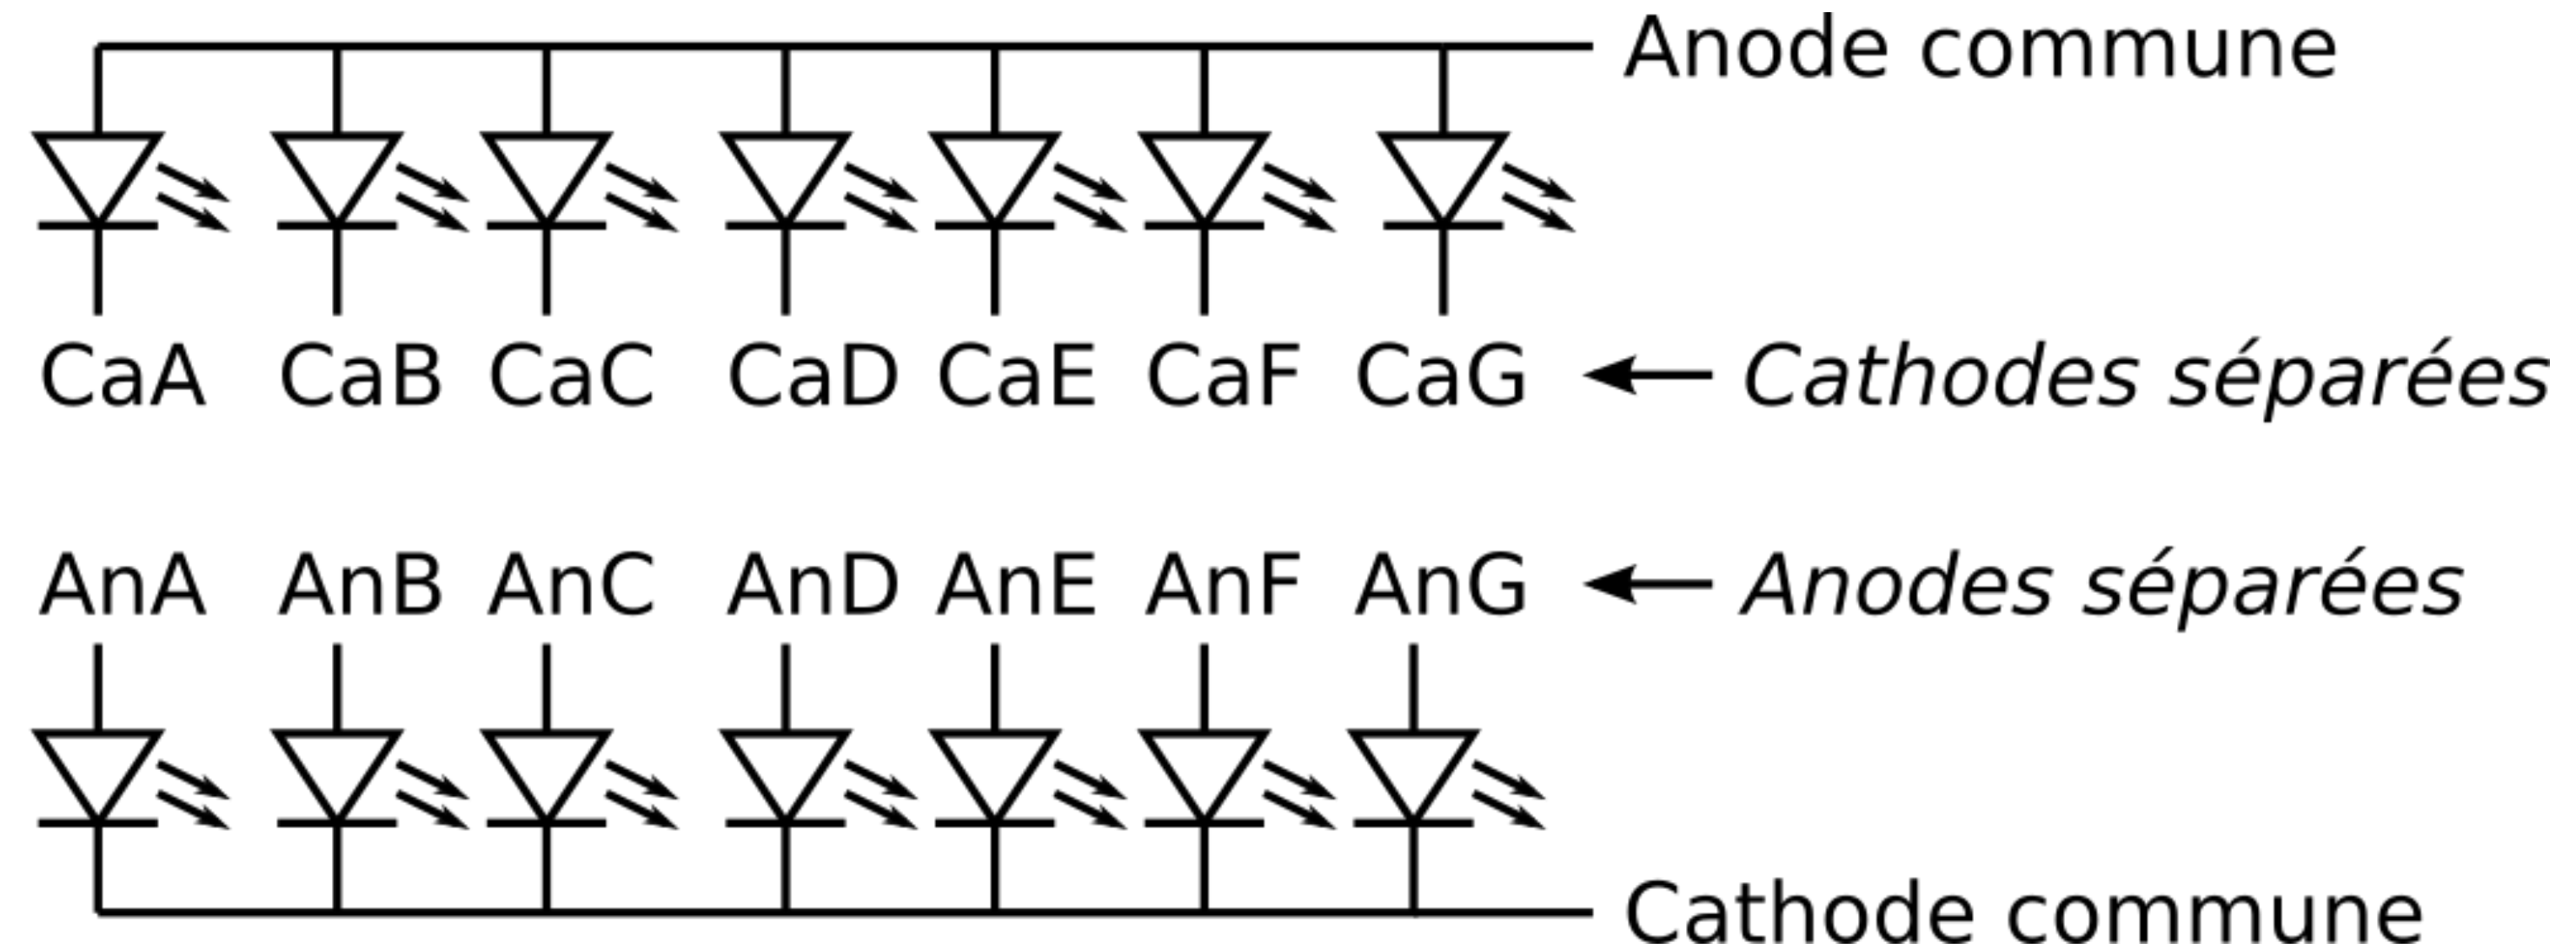 Anode commune
CaA CaB CaC CaD CaE CaF CaG Cathodes séparées
AnA AnB AnC AnD AnE AnF AnG Anodes séparées
Cathode commune